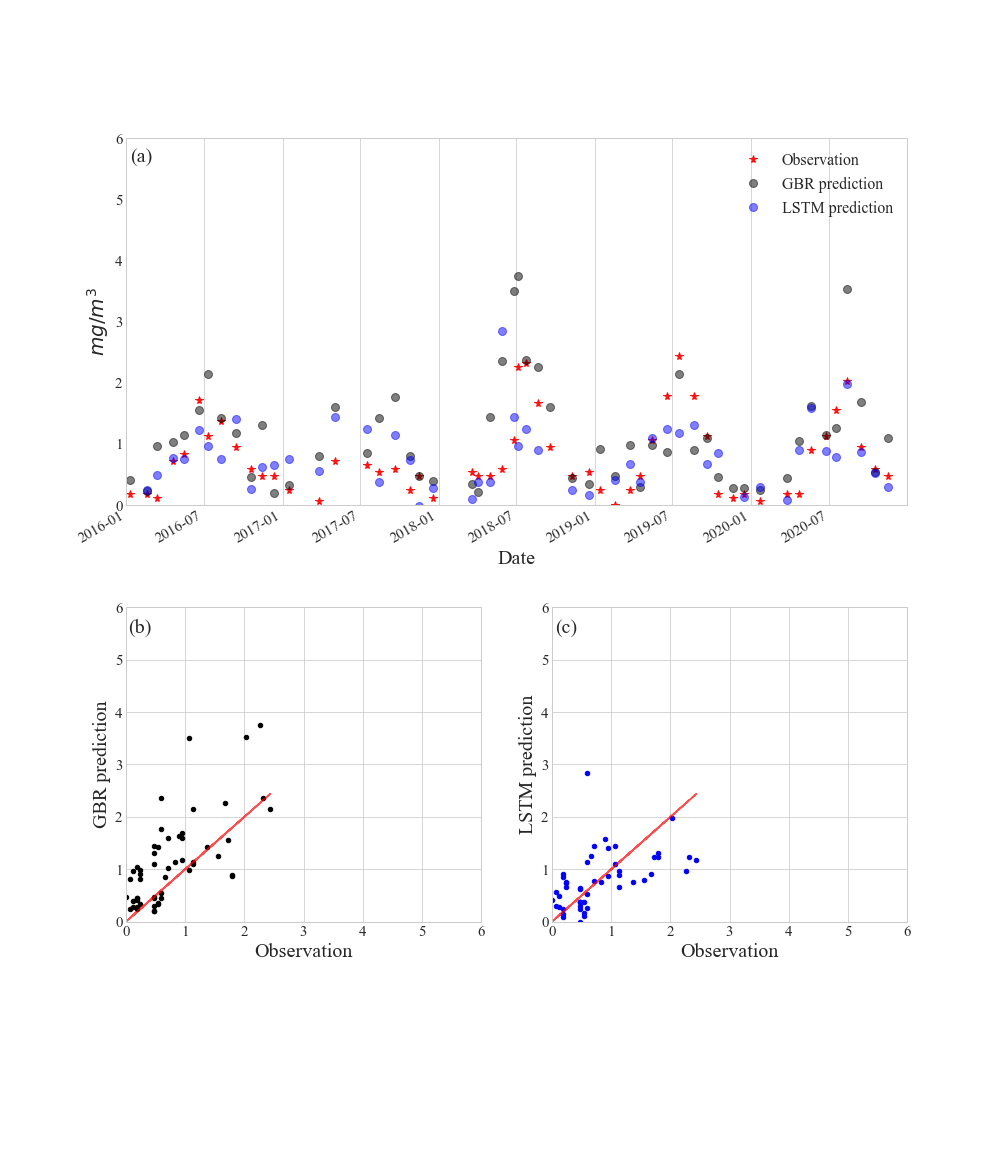 (a)
Observation
GBR prediction
LSTM prediction
6
5
4
3
2
1
0
mg/m³
2016-01 2016-07 2017-01 2017-07 2018-01 2018-07 2019-01 2019-07 2020-01 2020-07
Date
(b)
6
5
4
3
2
1
0
GBR prediction
0 1 2 3 4 5 6
Observation
(c)
6
5
4
3
2
1
0
LSTM prediction
0 1 2 3 4 5 6
Observation